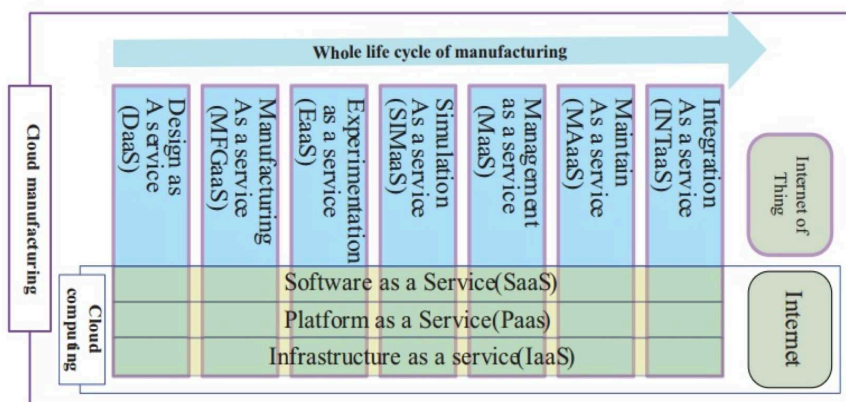 Whole life cycle of manufacturing
Cloud manufacturing
Design as
A service
(DaaS)
Manufacturing
As a service
(MFGaaS)
Experimentation
as a service
(EaaS)
Simulation
As a service
(SIMaaS)
Management
as a service
(MaaS)
Maintain
As a service
(MAaaS)
Integration
As a service
(INTaaS)
Internet of
Thing
Cloud
computing
Software as a Service(SaaS)
Platform as a Service(Paas)
Infrastructure as a service(IaaS)
Internet